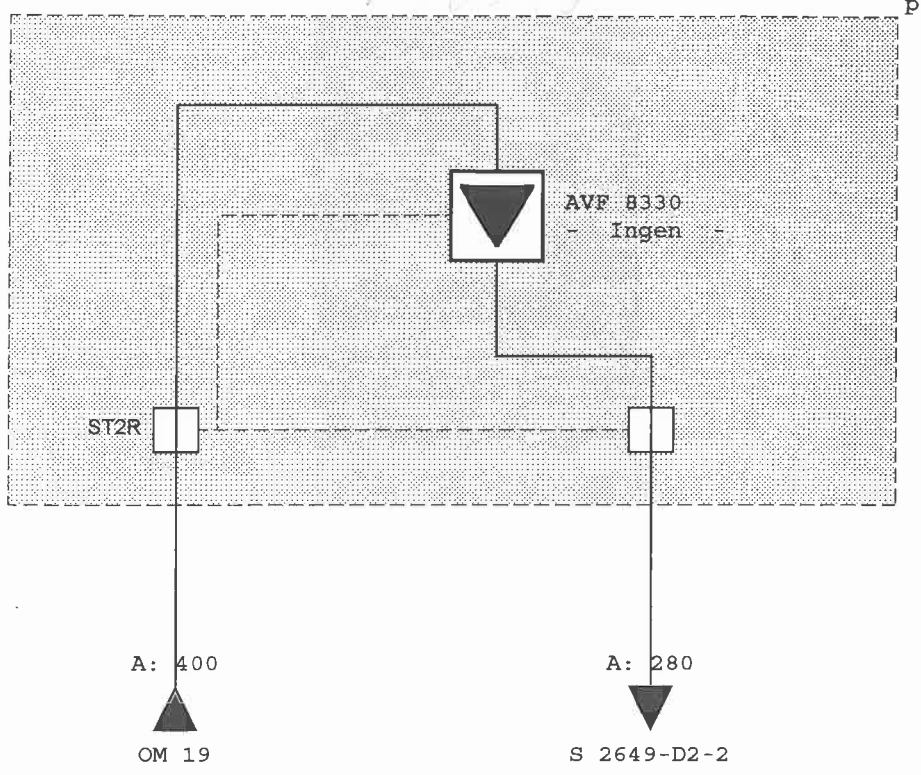 p
AVF 8330
- Ingen -
ST2R
A: 400
A: 280
OM 19
S 2649-D2-2